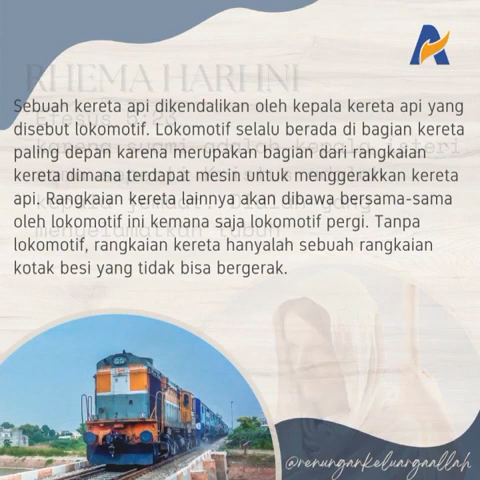 RHEMA HARI INI
Efesus 5:23
Sebuah kereta api dikendalikan oleh kepala kereta api yang
disebut lokomotif. Lokomotif selalu berada di bagian kereta
paling depan karena merupakan bagian dari rangkaian
kereta dimana terdapat mesin untuk menggerakkan kereta
api. Rangkaian kereta lainnya akan dibawa bersama-sama
oleh lokomotif ini kemana saja lokomotif pergi. Tanpa
lokomotif, rangkaian kereta hanyalah sebuah rangkaian
kotak besi yang tidak bisa bergerak.
@renungankeluargaallah